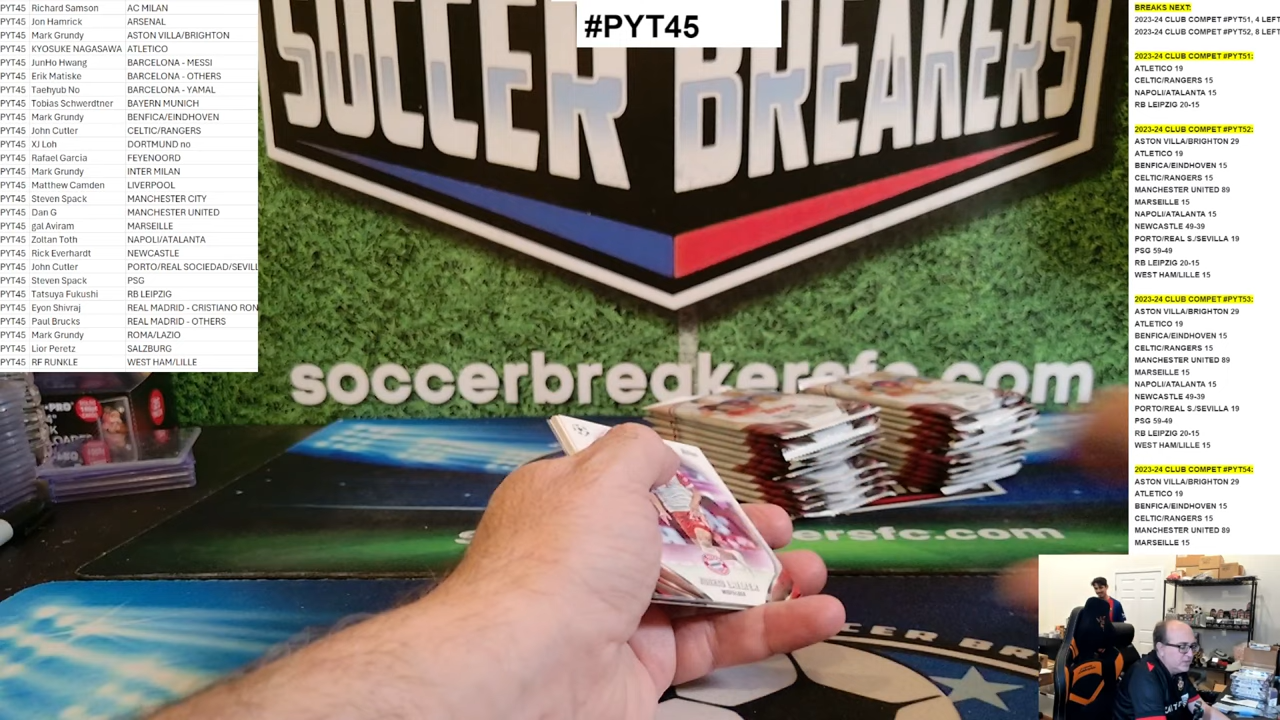 PYT45 Richard Samson AC MILAN
PYT45 Jon Hamrick ARSENAL
PYT45 Mark Grundy ASTON VILLA/BRIGHTON
PYT45 KYOSUKE NAGASAWA ATLETICO
PYT45 JunHo Hwang BARCELONA - MESSI
PYT45 Erik Matiske BARCELONA - OTHERS
PYT45 Taehyub No BARCELONA - YAMAL
PYT45 Tobias Schwerdtner BAYERN MUNICH
PYT45 Mark Grundy BENFICA/EINDHOVEN
PYT45 John Cutler CELTIC/RANGERS
PYT45 XJ Loh DORTMUND no
PYT45 Rafael Garcia FEYENOORD
PYT45 Mark Grundy INTER MILAN
PYT45 Matthew Camden LIVERPOOL
PYT45 Steven Spack MANCHESTER CITY
PYT45 Dan G MANCHESTER UNITED
PYT45 gal Aviram MARSEILLE
PYT45 Zoltan Toth NAPOLI/ATALANTA
PYT45 Rick Everhardt NEWCASTLE
PYT45 John Cutler PORTO/REAL SOCIEDAD/SEVILL
PYT45 Steven Spack PSG
PYT45 Tatsuya Fukushi RB LEIPZIG
PYT45 Eyon Shivraj REAL MADRID - CRISTIANO RON
PYT45 Paul Brucks REAL MADRID - OTHERS
PYT45 Mark Grundy ROMA/LAZIO
PYT45 Lior Peretz SALZBURG
PYT45 RF RUNKLE WEST HAM/LILLE
#PYT45
SOCCER BREAKERS
soccerbreakersfc.com
ersfc.com
CER BR
BREAKS NEXT:
2023-24 CLUB COMPET #PYT51, 4 LEFT
2023-24 CLUB COMPET #PYT52, 8 LEFT
2023-24 CLUB COMPET #PYT51:
ATLETICO 19
CELTIC/RANGERS 15
NAPOLI/ATALANTA 15
RB LEIPZIG 20-15
2023-24 CLUB COMPET #PYT52:
ASTON VILLA/BRIGHTON 29
ATLETICO 19
BENFICA/EINDHOVEN 15
CELTIC/RANGERS 15
MANCHESTER UNITED 89
MARSEILLE 15
NAPOLI/ATALANTA 15
NEWCASTLE 49-39
PORTO/REAL S./SEVILLA 19
PSG 59-49
RB LEIPZIG 20-15
WEST HAM/LILLE 15
2023-24 CLUB COMPET #PYT53:
ASTON VILLA/BRIGHTON 29
ATLETICO 19
BENFICA/EINDHOVEN 15
CELTIC/RANGERS 15
MANCHESTER UNITED 89
MARSEILLE 15
NAPOLI/ATALANTA 15
NEWCASTLE 49-39
PORTO/REAL S./SEVILLA 19
PSG 59-49
RB LEIPZIG 20-15
WEST HAM/LILLE 15
2023-24 CLUB COMPET #PYT54:
ASTON VILLA/BRIGHTON 29
ATLETICO 19
BENFICA/EINDHOVEN 15
CELTIC/RANGERS 15
MANCHESTER UNITED 89
MARSEILLE 15